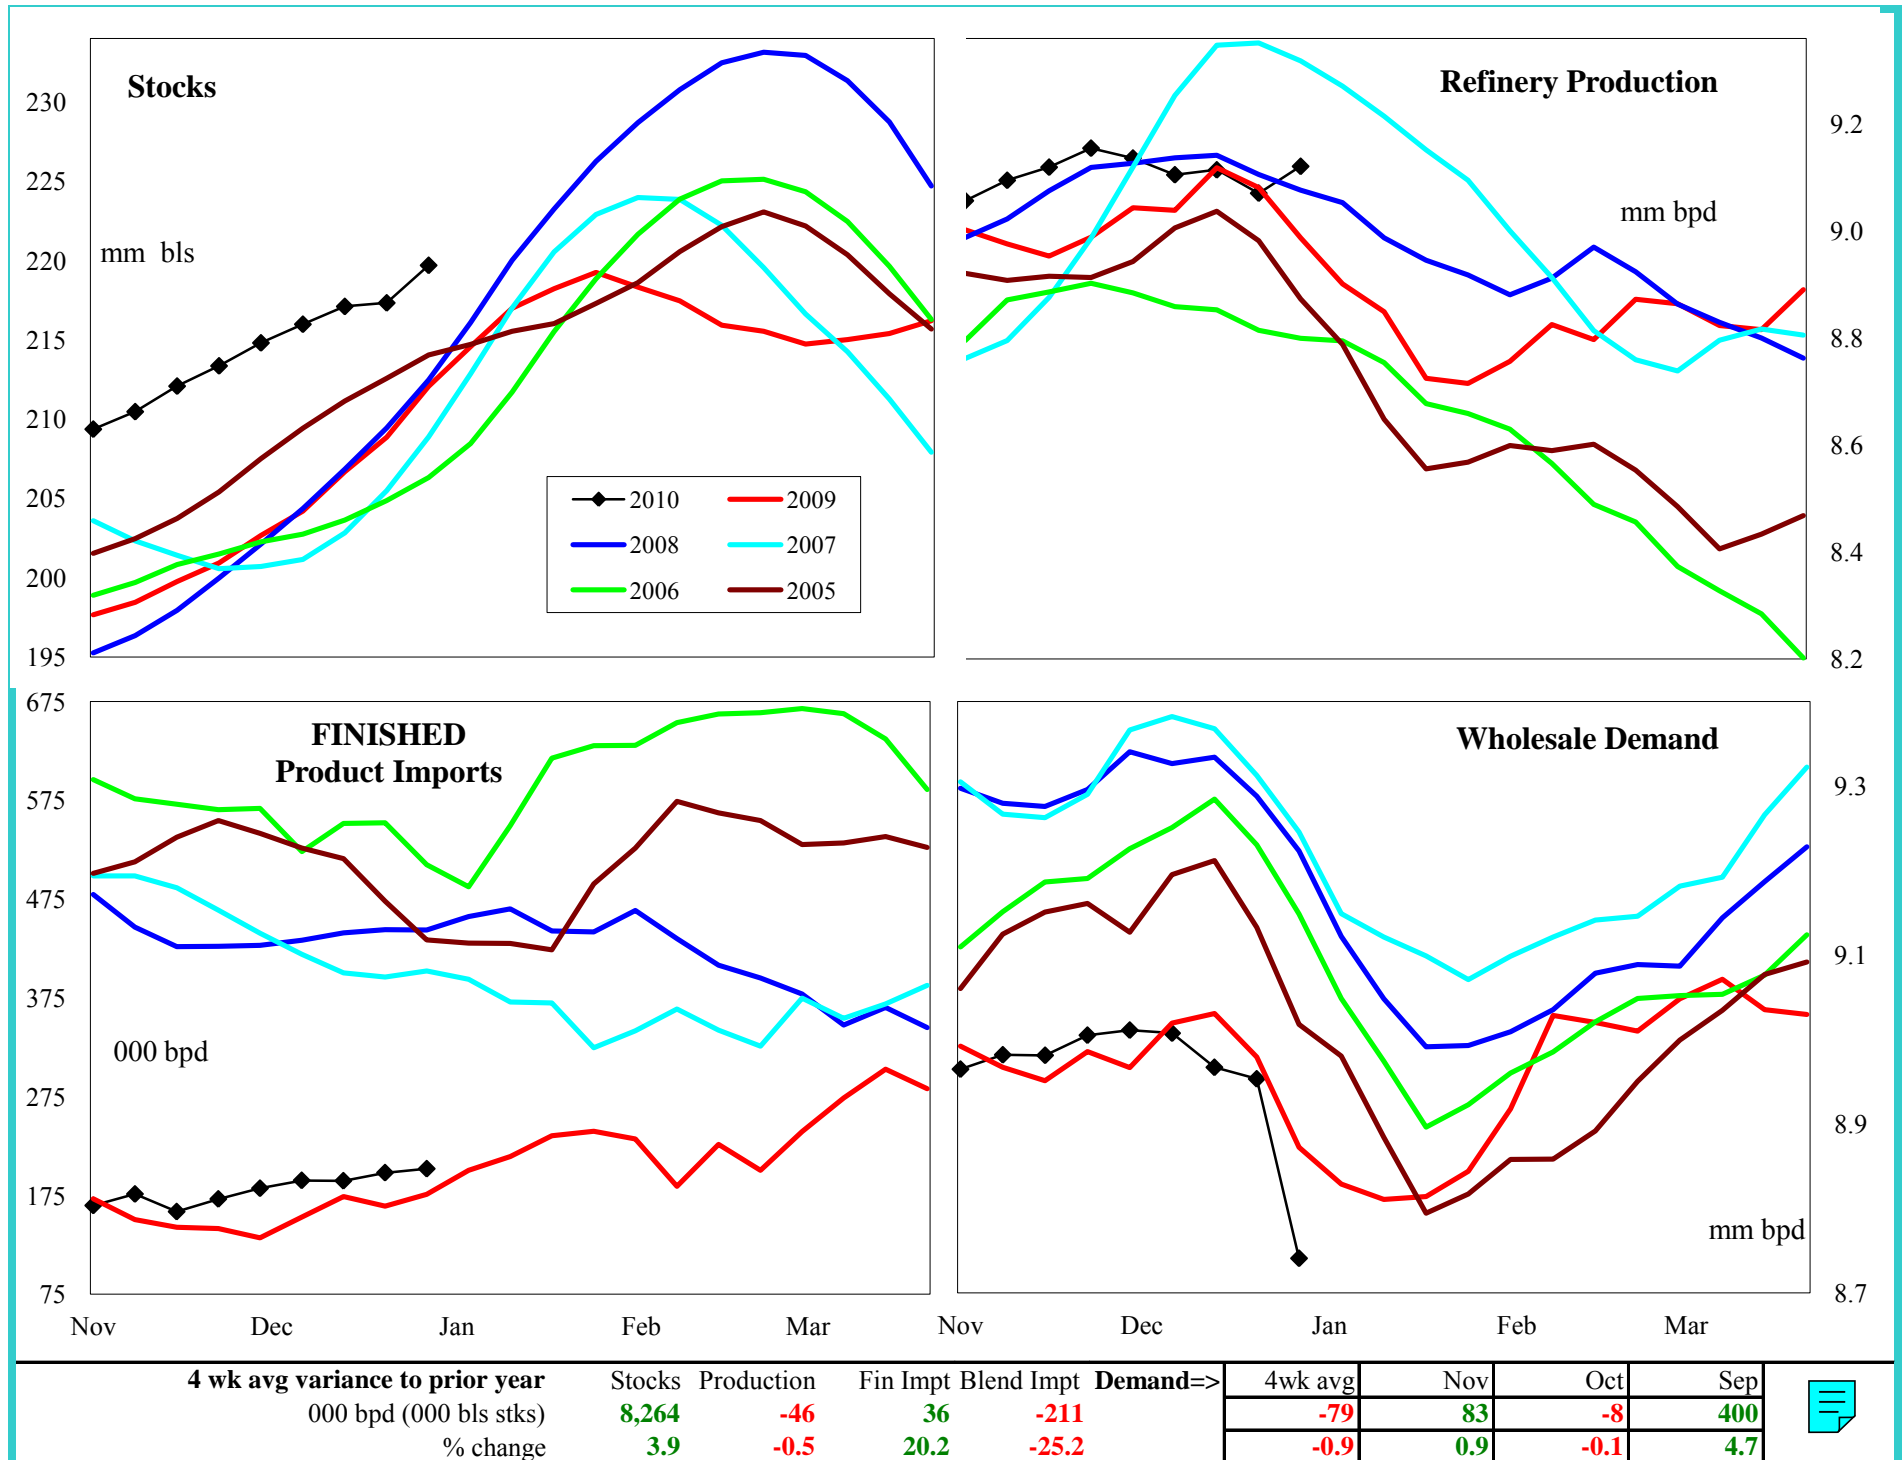 Stocks
mm bls
230
225
220
215
210
205
200
195
2010
2009
2008
2007
2006
2005
Refinery Production
mm bpd
9.2
9.0
8.8
8.6
8.4
8.2
FINISHED
Product Imports
000 bpd
675
575
475
375
275
175
75
Nov Dec Jan Feb Mar
Wholesale Demand
mm bpd
9.3
9.1
8.9
8.7
Nov Dec Jan Feb Mar
4 wk avg variance to prior year Stocks Production Fin Impt Blend Impt Demand=> 4wk avg Nov Oct Sep
000 bpd (000 bls stks) 8,264 -46 36 -211 -79 83 -8 400
% change 3.9 -0.5 20.2 -25.2 -0.9 0.9 -0.1 4.7